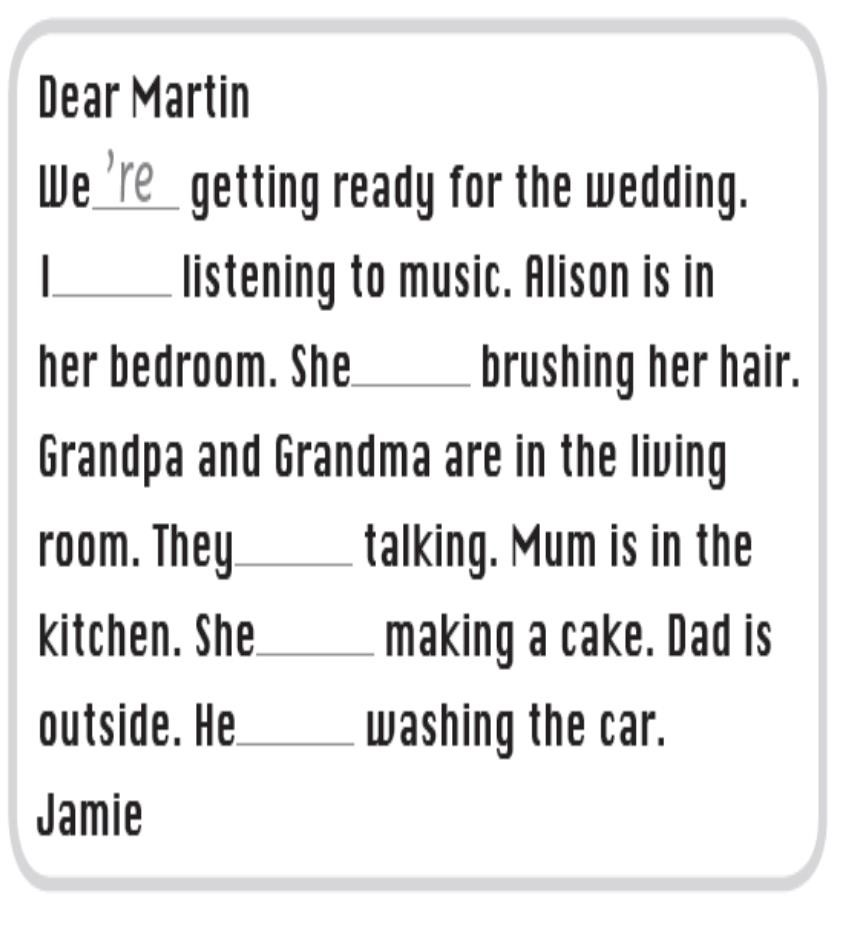 Dear Martin
We're getting ready for the wedding.
I______ listening to music. Alison is in
her bedroom. She______ brushing her hair.
Grandpa and Grandma are in the living
room. They______ talking. Mum is in the
kitchen. She______ making a cake. Dad is
outside. He______ washing the car.
Jamie